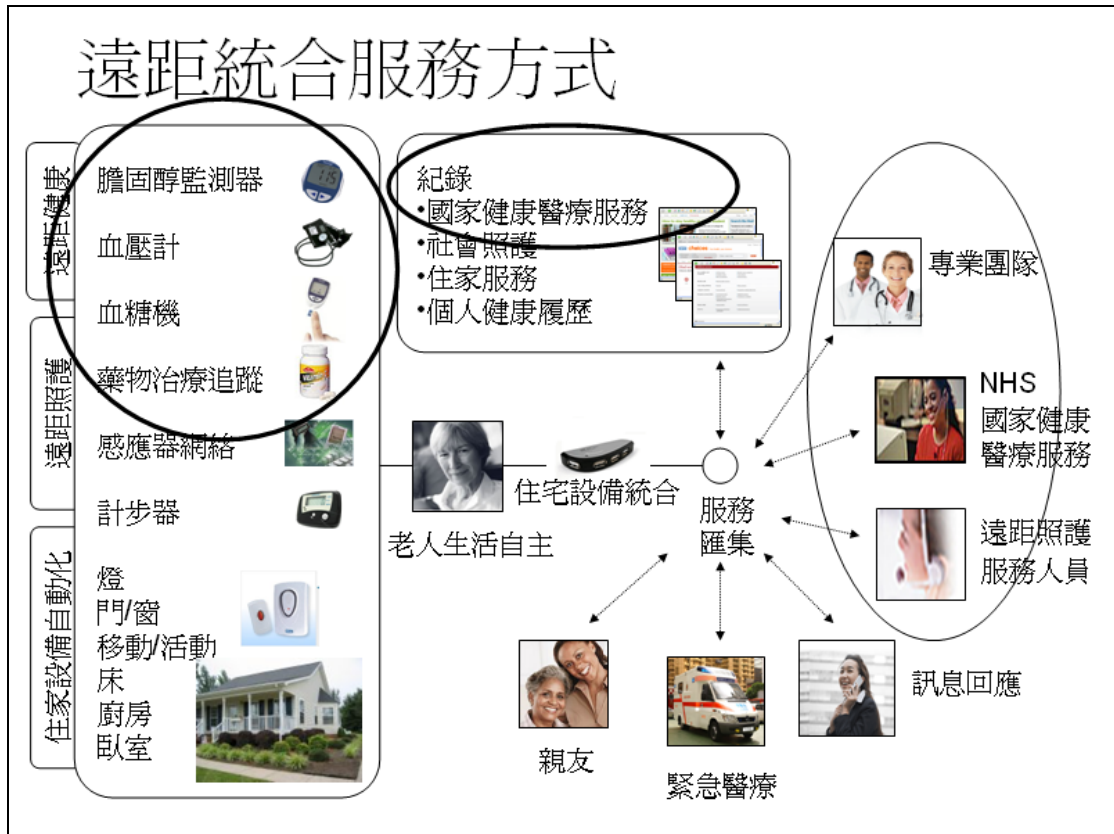 遠距統合服務方式
遠距健康
遠距照護
住家設備自動化
膽固醇監測器
血壓計
血糖機
藥物治療追蹤
感應器網絡
計步器
燈
門/窗
移動/活動
床
廚房
臥室
紀錄
•國家健康醫療服務
•社會照護
•住家服務
•個人健康履歷
老人生活自主
住宅設備統合
服務
匯集
專業團隊
NHS
國家健康
醫療服務
遠距照護
服務人員
親友
緊急醫療
訊息回應